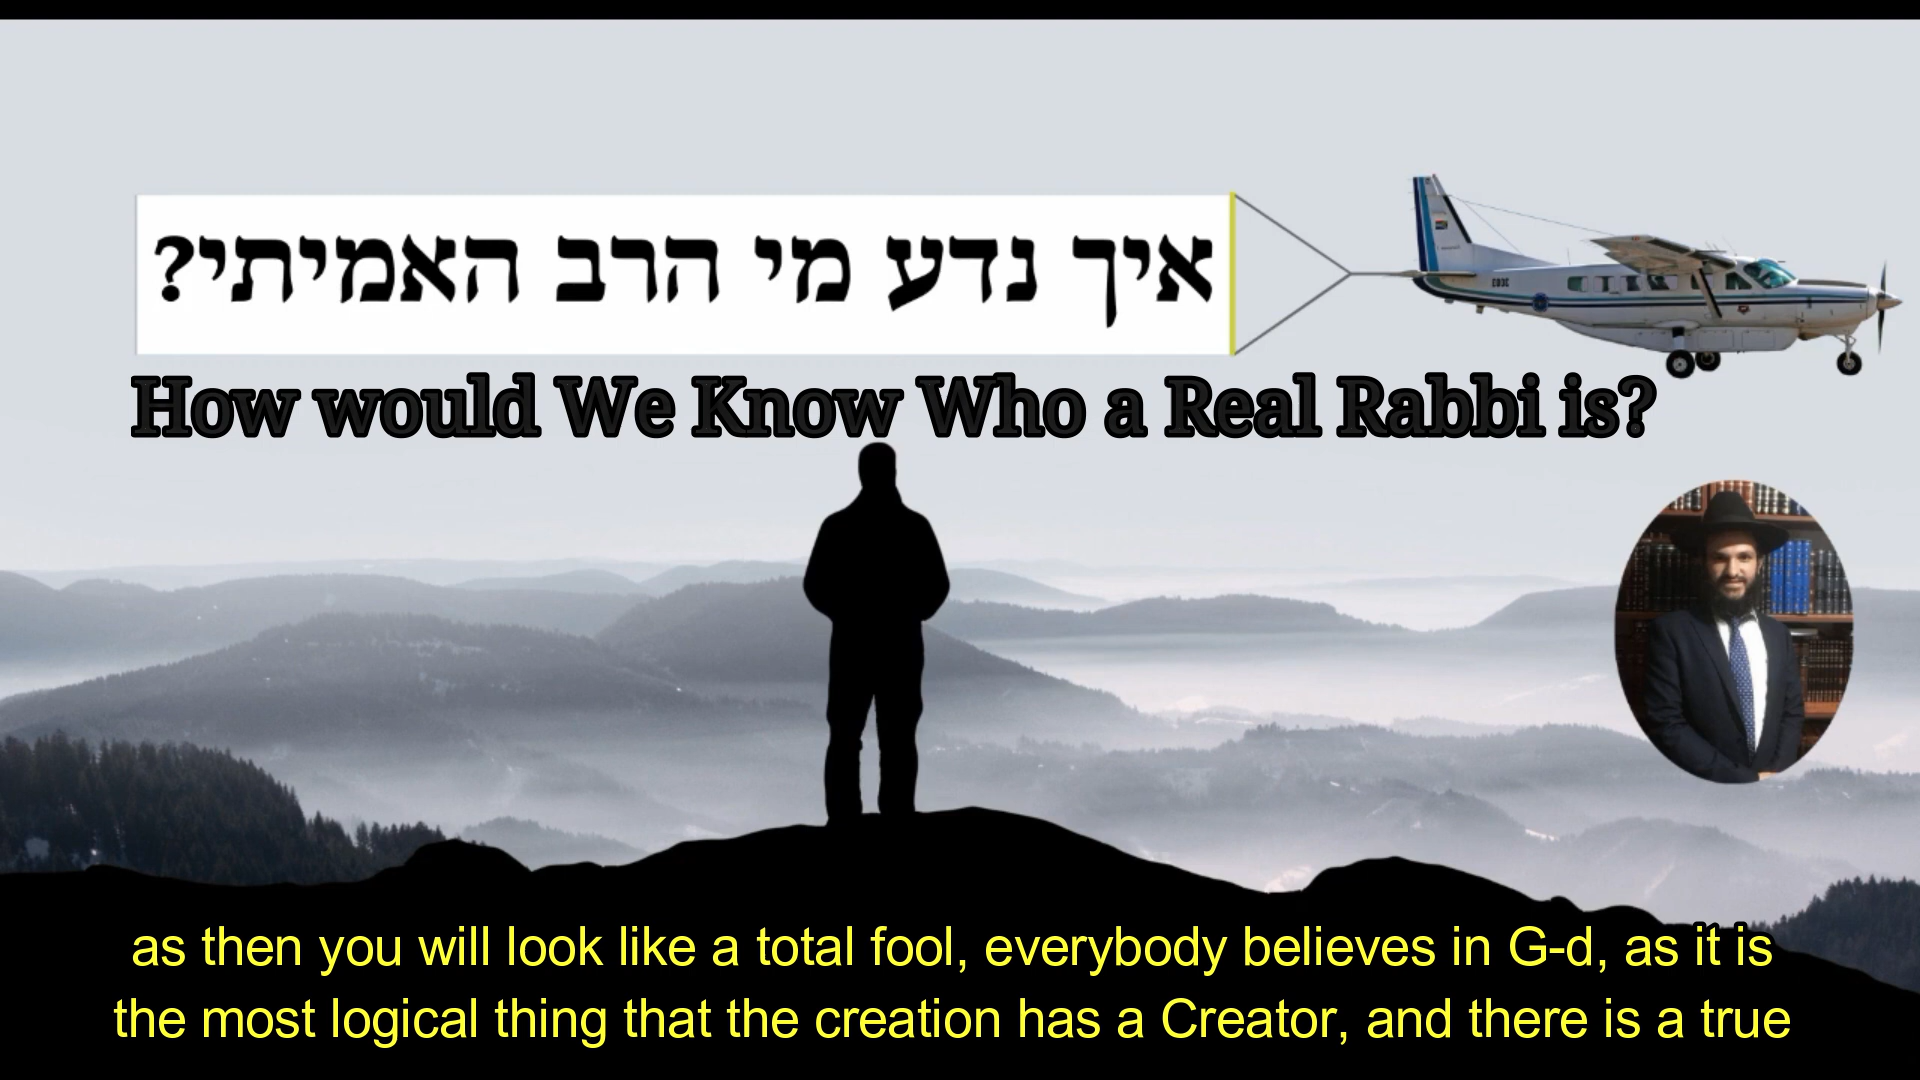 איך נדע מי הרב האמיתי?
How would We Know Who a Real Rabbi is?
as then you will look like a total fool, everybody believes in G-d, as it is
the most logical thing that the creation has a Creator, and there is a true